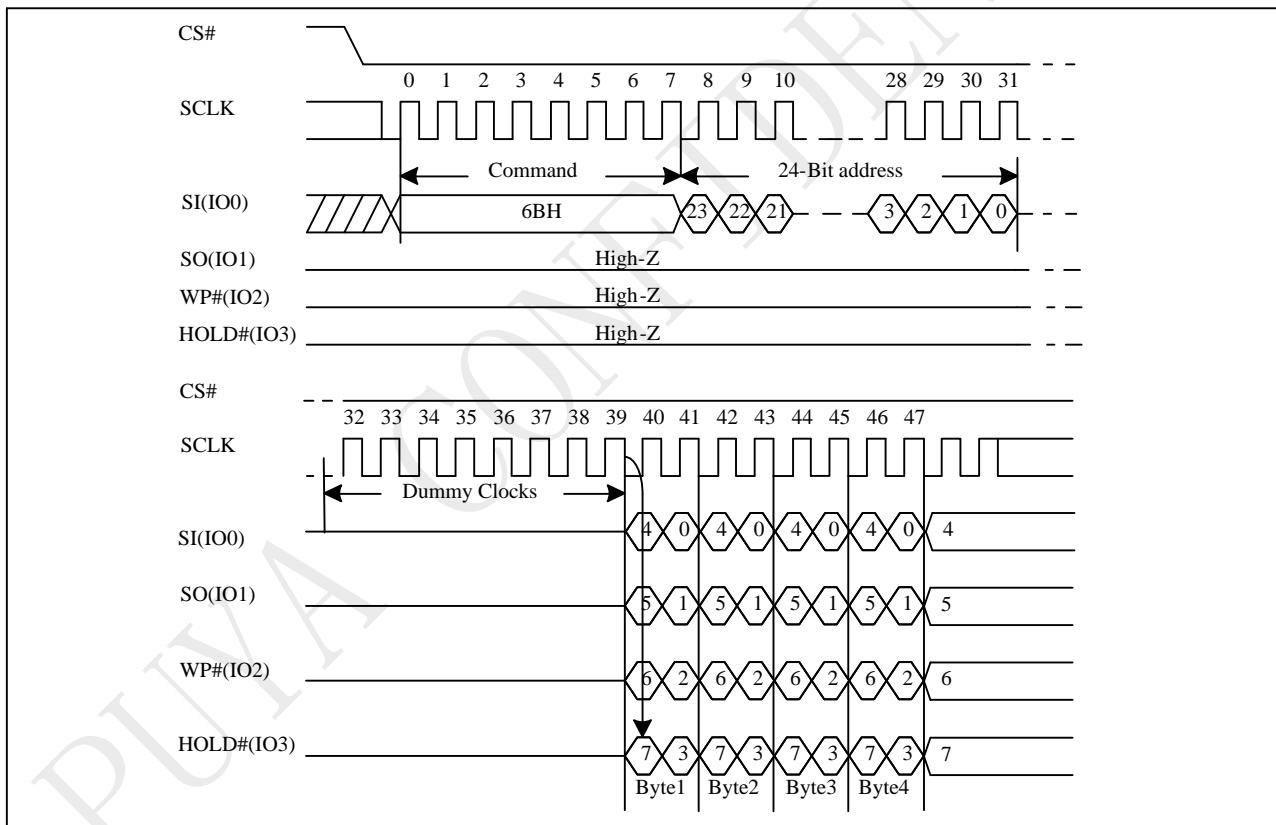 CS#
0 1 2 3 4 5 6 7 8 9 10 28 29 30 31
SCLK
Command 24-Bit address
SI(IO0) 6BH 23 22 21 3 2 1 0
SO(IO1) High-Z
WP#(IO2) High-Z
HOLD#(IO3) High-Z
CS#
32 33 34 35 36 37 38 39 40 41 42 43 44 45 46 47
SCLK
Dummy Clocks
SI(IO0) 4 0 4 0 4 0 4 0 4
SO(IO1) 5 1 5 1 5 1 5 1 5
WP#(IO2) 6 2 6 2 6 2 6 2 6
HOLD#(IO3) 7 3 7 3 7 3 7 3 7
Byte1 Byte2 Byte3 Byte4
PUYA CONFIDEN